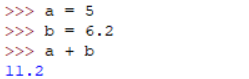 >>> a = 5
>>> b = 6.2
>>> a + b
11.2